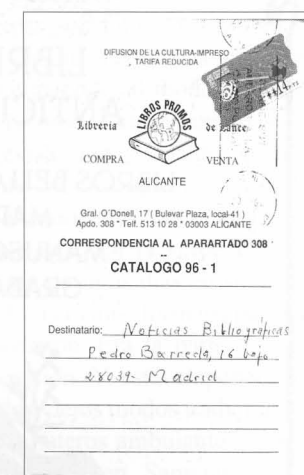 DIFUSION DE LA CULTURA-IMPRESO
TARIFA REDUCIDA
LIBROS PROMOS
Librería de Lance
COMPRA VENTA
ALICANTE
Gral. O´Donell, 17 ( Bulevar Plaza, local-41 )
Apdo. 308 * Telf. 513 10 28 * 03003 ALICANTE
CORRESPONDENCIA AL APARARTADO 308
--
CATALOGO 96 - 1
Destinatario: Noticias Bibliográficas
Pedro Barreda, 16 bajo
28039- Madrid